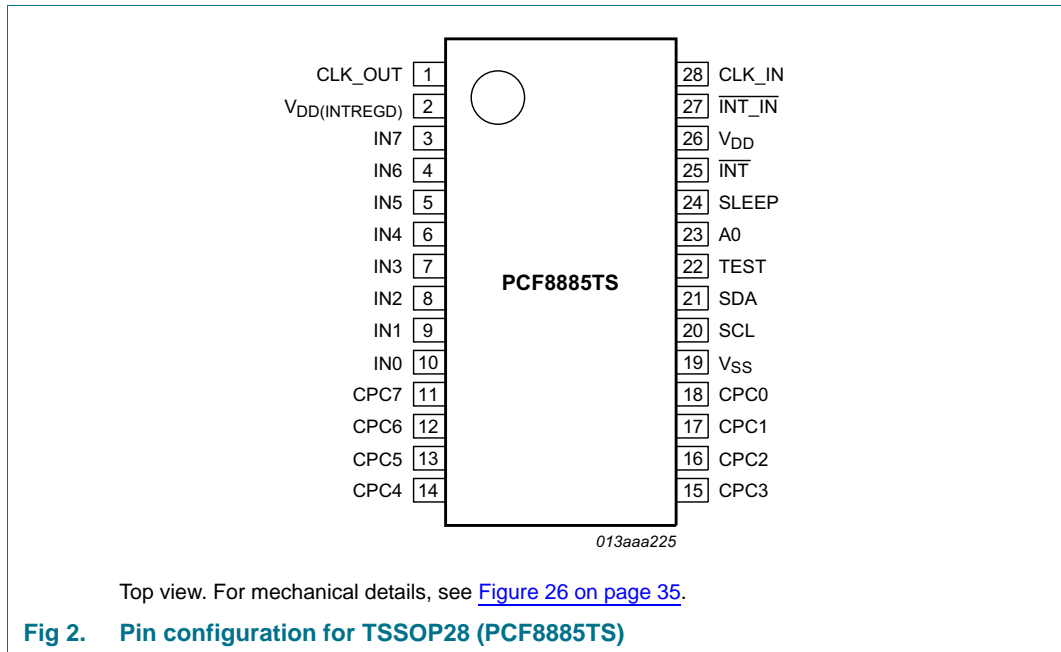 CLK_OUT 1 28 CLK_IN
VDD(INTREGD) 2 27 INT_IN
IN7 3 26 VDD
IN6 4 25 INT
IN5 5 24 SLEEP
IN4 6 23 A0
IN3 7 22 TEST
PCF8885TS
IN2 8 21 SDA
IN1 9 20 SCL
IN0 10 19 VSS
CPC7 11 18 CPC0
CPC6 12 17 CPC1
CPC5 13 16 CPC2
CPC4 14 15 CPC3
013aaa225
Top view. For mechanical details, see Figure 26 on page 35.
Fig 2. Pin configuration for TSSOP28 (PCF8885TS)